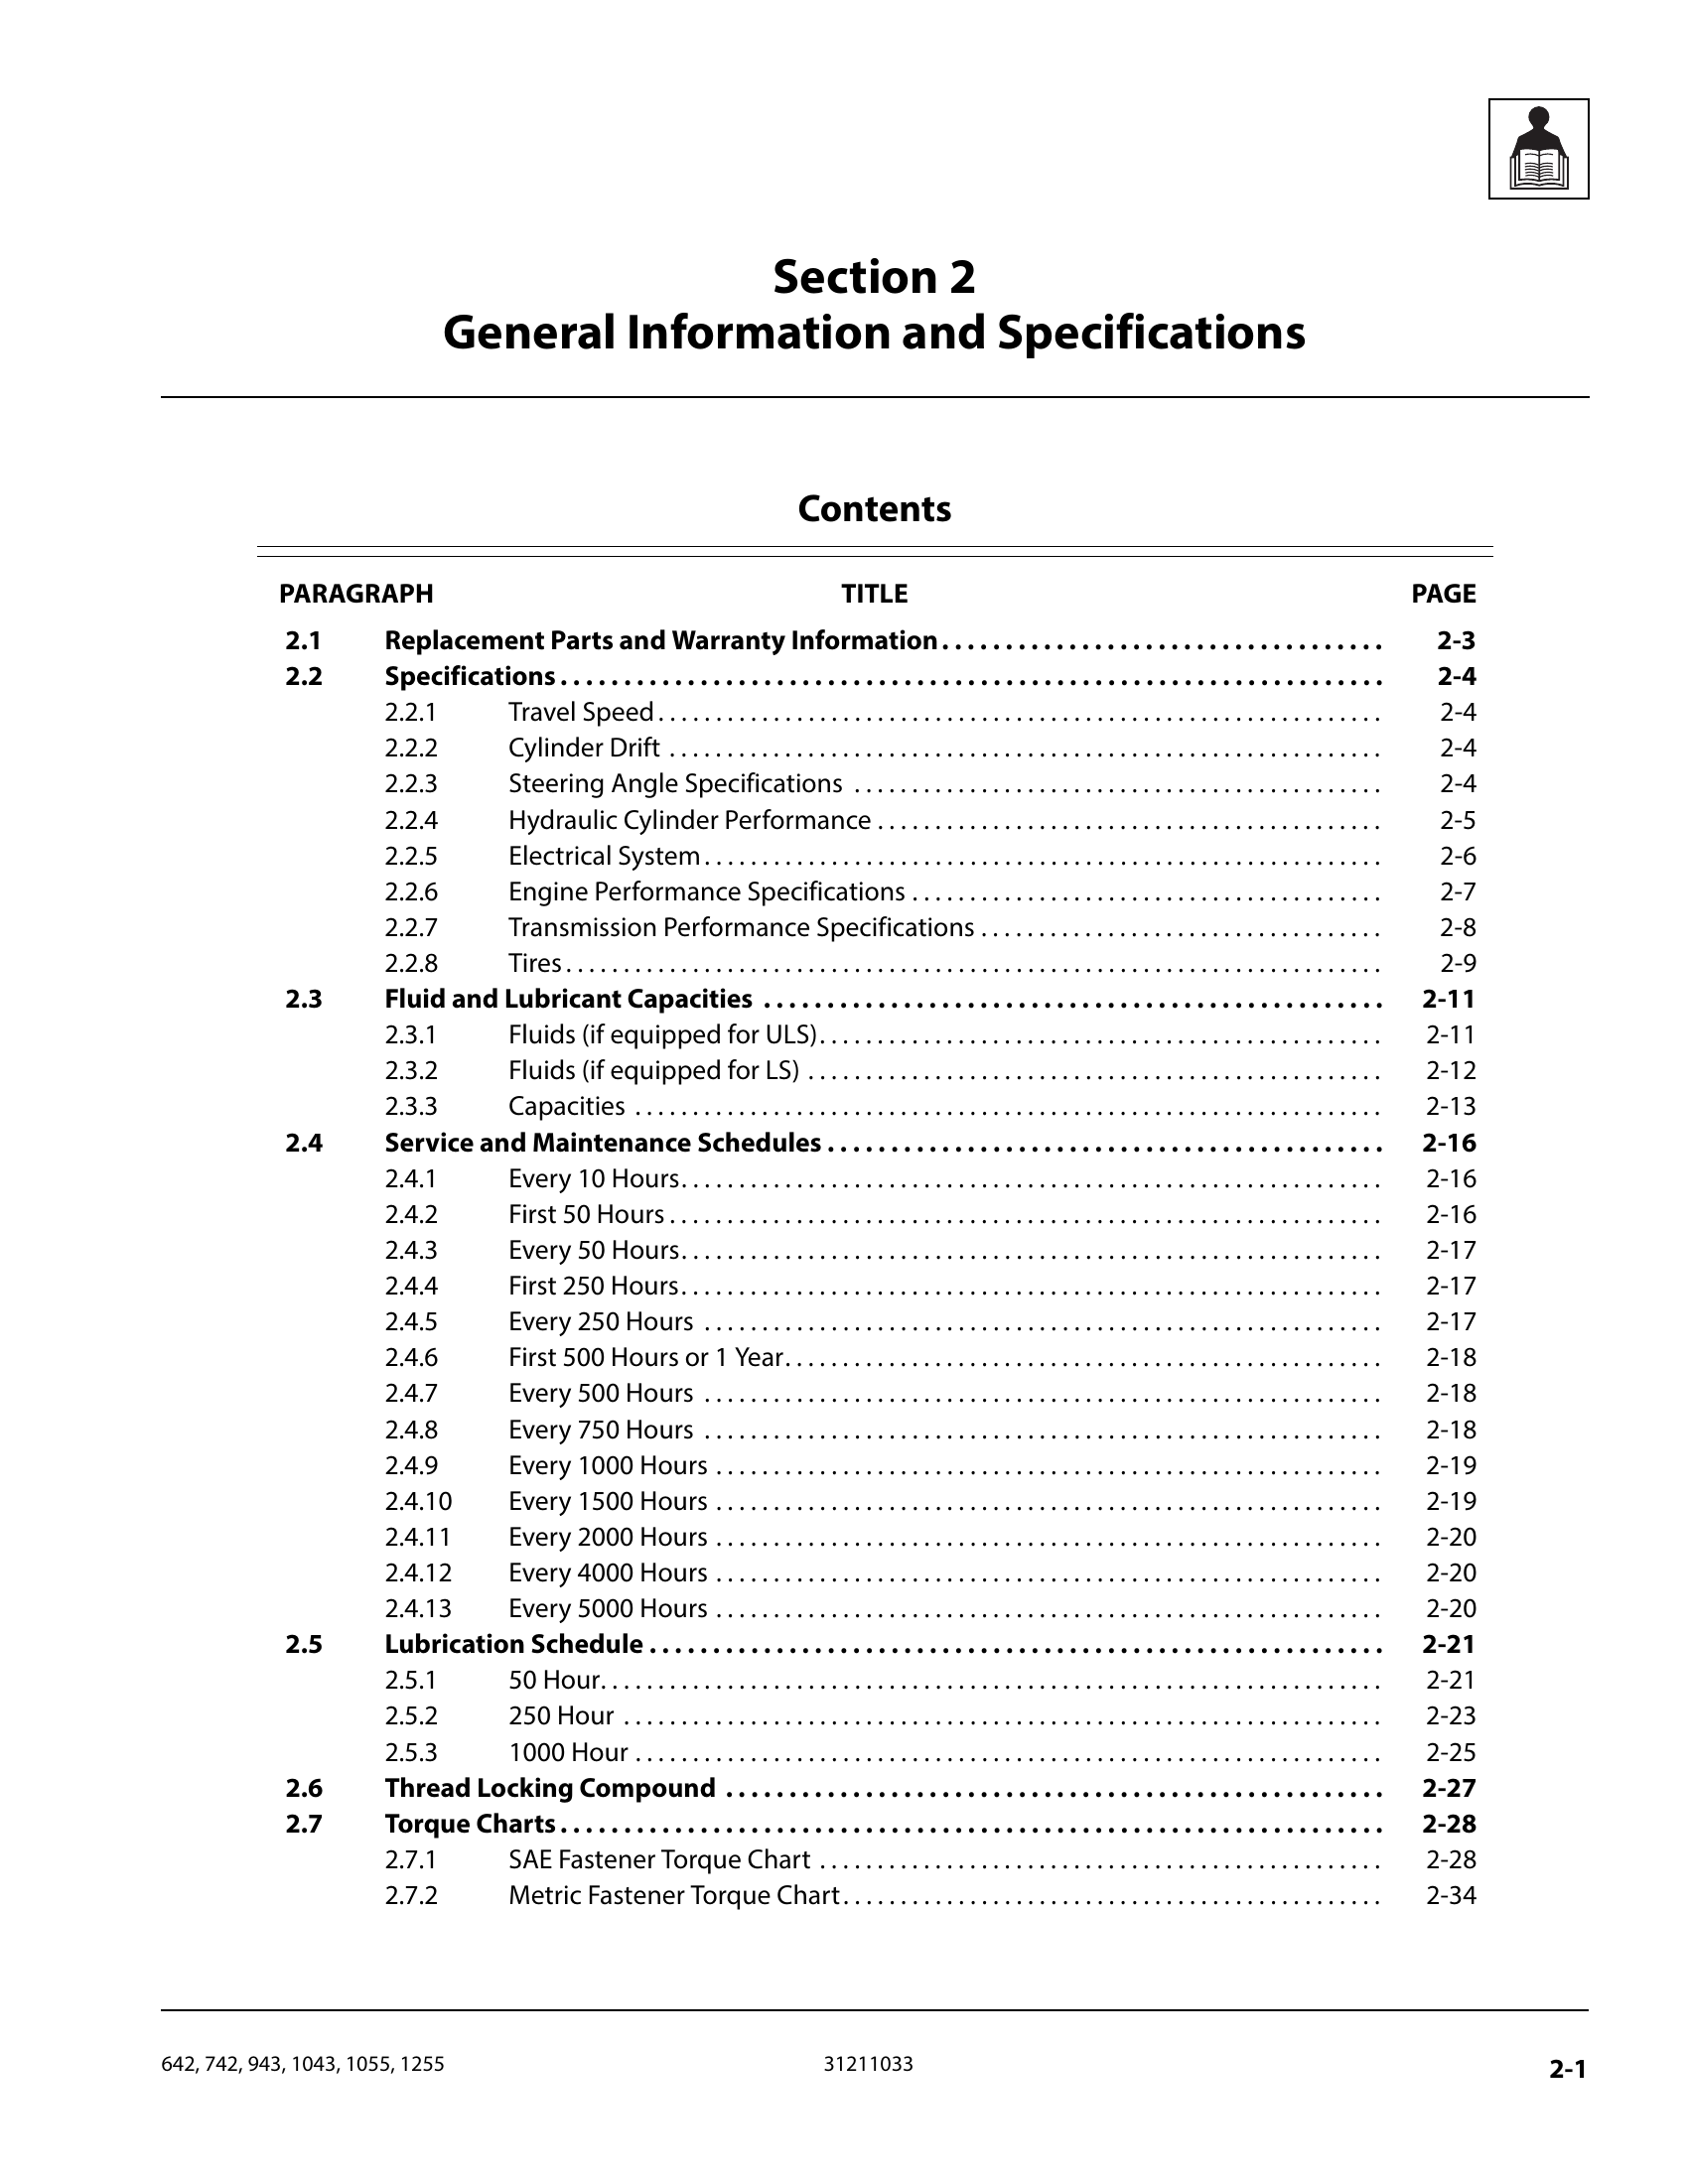 Section 2
General Information and Specifications
Contents
PARAGRAPH TITLE PAGE
2.1 Replacement Parts and Warranty Information . . . . . . . . . . . . . . . . . . . . . . . . . . . . . . . . . . . 2-3
2.2 Specifications . . . . . . . . . . . . . . . . . . . . . . . . . . . . . . . . . . . 2-4
2.2.1 Travel Speed . . . . . . . . . . . . . . . . . . . . . . . . . . . . . . . . . . . 2-4
2.2.2 Cylinder Drift . . . . . . . . . . . . . . . . . . . . . . . . . . . . . . . . . . . 2-4
2.2.3 Steering Angle Specifications . . . . . . . . . . . . . . . . . . . . . . . . . . . . . . . . . . . 2-4
2.2.4 Hydraulic Cylinder Performance . . . . . . . . . . . . . . . . . . . . . . . . . . . . . . . . . . . 2-5
2.2.5 Electrical System . . . . . . . . . . . . . . . . . . . . . . . . . . . . . . . . . . . 2-6
2.2.6 Engine Performance Specifications . . . . . . . . . . . . . . . . . . . . . . . . . . . . . . . . . . . 2-7
2.2.7 Transmission Performance Specifications . . . . . . . . . . . . . . . . . . . . . . . . . . . . . . . . . . . 2-8
2.2.8 Tires . . . . . . . . . . . . . . . . . . . . . . . . . . . . . . . . . . . 2-9
2.3 Fluid and Lubricant Capacities . . . . . . . . . . . . . . . . . . . . . . . . . . . . . . . . . . . 2-11
2.3.1 Fluids (if equipped for ULS) . . . . . . . . . . . . . . . . . . . . . . . . . . . . . . . . . . . 2-11
2.3.2 Fluids (if equipped for LS) . . . . . . . . . . . . . . . . . . . . . . . . . . . . . . . . . . . 2-12
2.3.3 Capacities . . . . . . . . . . . . . . . . . . . . . . . . . . . . . . . . . . . 2-13
2.4 Service and Maintenance Schedules . . . . . . . . . . . . . . . . . . . . . . . . . . . . . . . . . . . 2-16
2.4.1 Every 10 Hours . . . . . . . . . . . . . . . . . . . . . . . . . . . . . . . . . . . 2-16
2.4.2 First 50 Hours . . . . . . . . . . . . . . . . . . . . . . . . . . . . . . . . . . . 2-16
2.4.3 Every 50 Hours . . . . . . . . . . . . . . . . . . . . . . . . . . . . . . . . . . . 2-17
2.4.4 First 250 Hours . . . . . . . . . . . . . . . . . . . . . . . . . . . . . . . . . . . 2-17
2.4.5 Every 250 Hours . . . . . . . . . . . . . . . . . . . . . . . . . . . . . . . . . . . 2-17
2.4.6 First 500 Hours or 1 Year . . . . . . . . . . . . . . . . . . . . . . . . . . . . . . . . . . . 2-18
2.4.7 Every 500 Hours . . . . . . . . . . . . . . . . . . . . . . . . . . . . . . . . . . . 2-18
2.4.8 Every 750 Hours . . . . . . . . . . . . . . . . . . . . . . . . . . . . . . . . . . . 2-18
2.4.9 Every 1000 Hours . . . . . . . . . . . . . . . . . . . . . . . . . . . . . . . . . . . 2-19
2.4.10 Every 1500 Hours . . . . . . . . . . . . . . . . . . . . . . . . . . . . . . . . . . . 2-19
2.4.11 Every 2000 Hours . . . . . . . . . . . . . . . . . . . . . . . . . . . . . . . . . . . 2-20
2.4.12 Every 4000 Hours . . . . . . . . . . . . . . . . . . . . . . . . . . . . . . . . . . . 2-20
2.4.13 Every 5000 Hours . . . . . . . . . . . . . . . . . . . . . . . . . . . . . . . . . . . 2-20
2.5 Lubrication Schedule . . . . . . . . . . . . . . . . . . . . . . . . . . . . . . . . . . . 2-21
2.5.1 50 Hour . . . . . . . . . . . . . . . . . . . . . . . . . . . . . . . . . . . 2-21
2.5.2 250 Hour . . . . . . . . . . . . . . . . . . . . . . . . . . . . . . . . . . . 2-23
2.5.3 1000 Hour . . . . . . . . . . . . . . . . . . . . . . . . . . . . . . . . . . . 2-25
2.6 Thread Locking Compound . . . . . . . . . . . . . . . . . . . . . . . . . . . . . . . . . . . 2-27
2.7 Torque Charts . . . . . . . . . . . . . . . . . . . . . . . . . . . . . . . . . . . 2-28
2.7.1 SAE Fastener Torque Chart . . . . . . . . . . . . . . . . . . . . . . . . . . . . . . . . . . . 2-28
2.7.2 Metric Fastener Torque Chart . . . . . . . . . . . . . . . . . . . . . . . . . . . . . . . . . . . 2-34
642, 742, 943, 1043, 1055, 1255 31211033 2-1